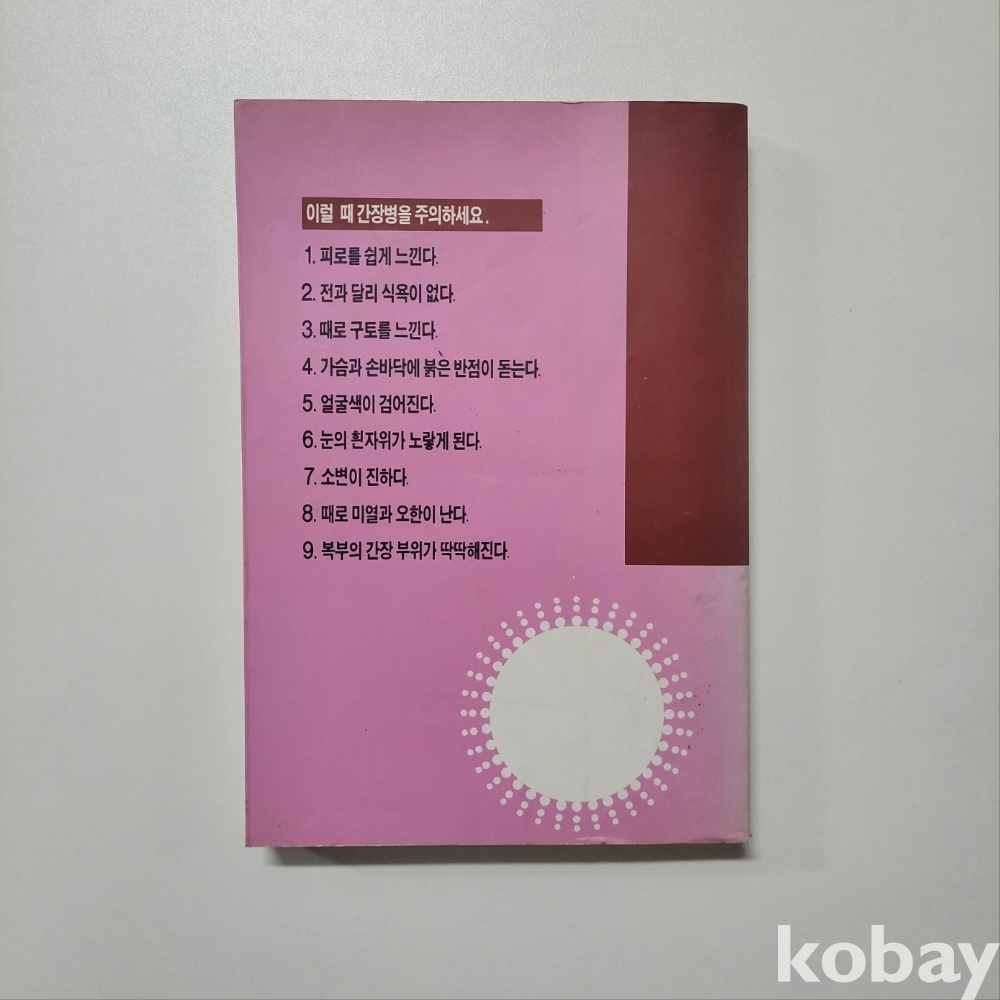 이럴 때 간장병을 주의하세요.
1. 피로를 쉽게 느낀다.
2. 전과 달리 식욕이 없다.
3. 때로 구토를 느낀다.
4. 가슴과 손바닥에 붉은 반점이 돋는다.
5. 얼굴색이 검어진다.
6. 눈의 흰자위가 노랗게 된다.
7. 소변이 진하다.
8. 때로 미열과 오한이 난다.
9. 복부의 간장 부위가 딱딱해진다.
kobay